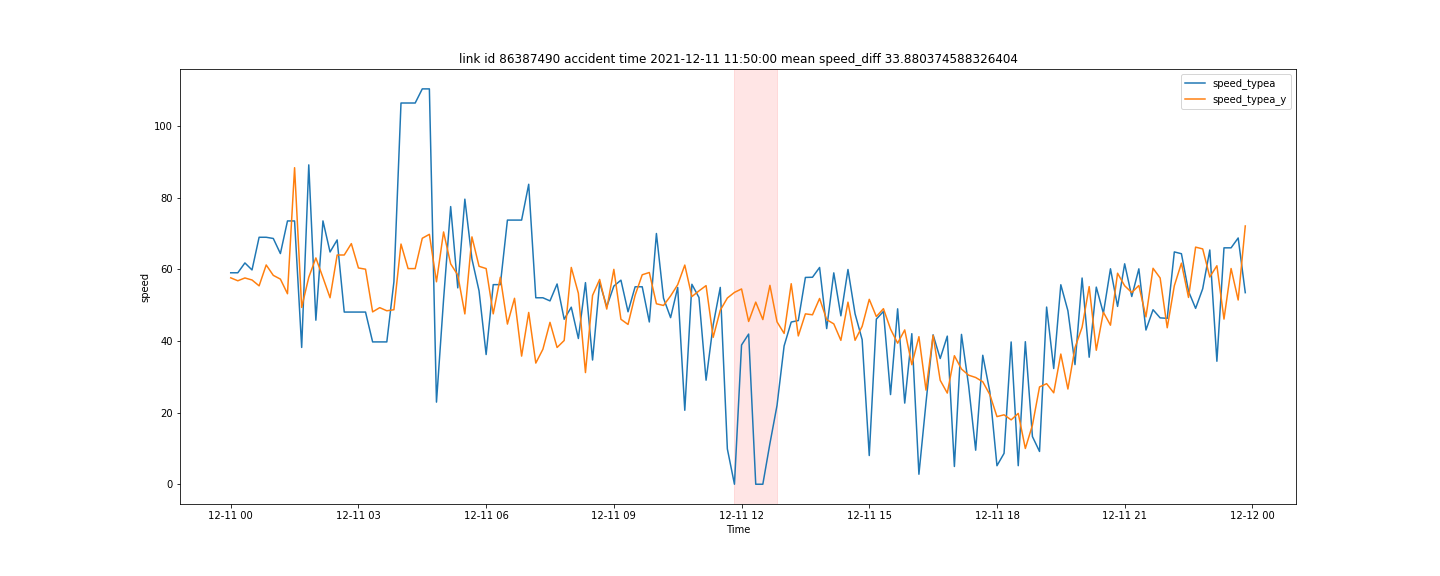 link id 86387490 accident time 2021-12-11 11:50:00 mean speed_diff 33.880374588326404
speed_typea
speed_typea_y
speed
100
80
60
40
20
0
12-11 00 12-11 03 12-11 06 12-11 09 12-11 12 12-11 15 12-11 18 12-11 21 12-12 00
Time